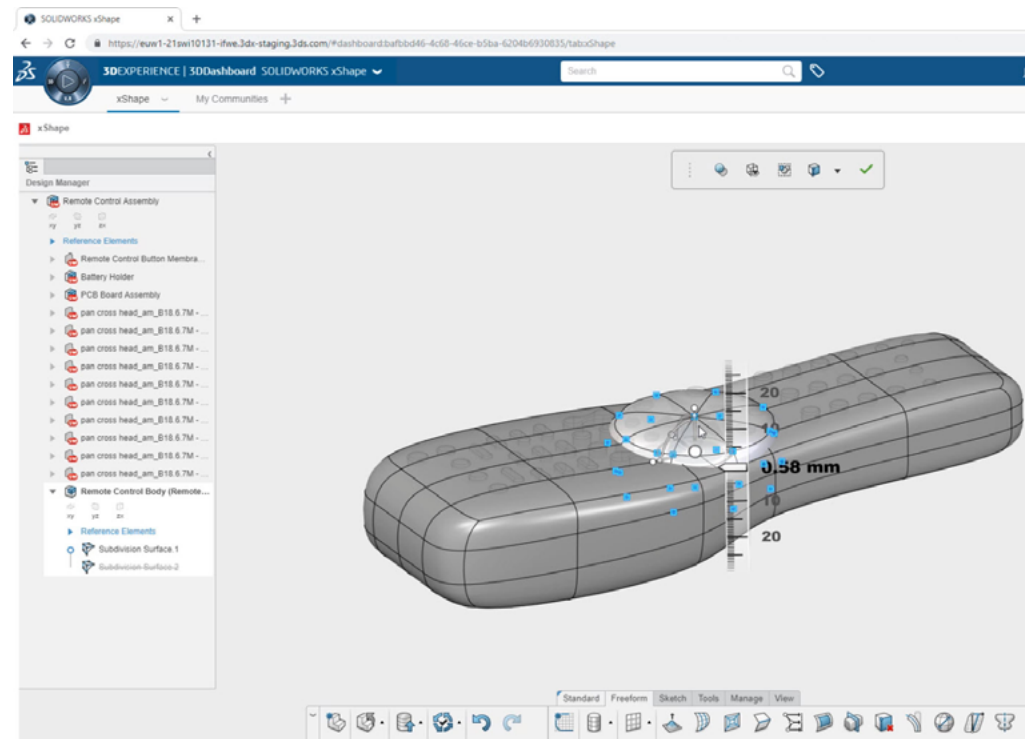 SOLIDWORKS xShape
https://euw1-21swi10131-ifwe.3dx-staging.3ds.com/#dashboard:bafbbd46-4c68-46ce-b5ba-6204b6930835/tab:xShape
3DEXPERIENCE | 3DDashboard SOLIDWORKS xShape
Search
xShape
My Communities
xShape
Design Manager
Remote Control Assembly
xy yz zx
Reference Elements
Remote Control Button Membra...
Battery Holder
PCB Board Assembly
pan cross head_am_B18.6.7M - ...
pan cross head_am_B18.6.7M - ...
pan cross head_am_B18.6.7M - ...
pan cross head_am_B18.6.7M - ...
pan cross head_am_B18.6.7M - ...
pan cross head_am_B18.6.7M - ...
pan cross head_am_B18.6.7M - ...
pan cross head_am_B18.6.7M - ...
pan cross head_am_B18.6.7M - ...
pan cross head_am_B18.6.7M - ...
Remote Control Body (Remote...
xy yz zx
Reference Elements
Subdivision Surface.1
Subdivision Surface.2
20
10
0.58 mm
10
20
Standard Freeform Sketch Tools Manage View